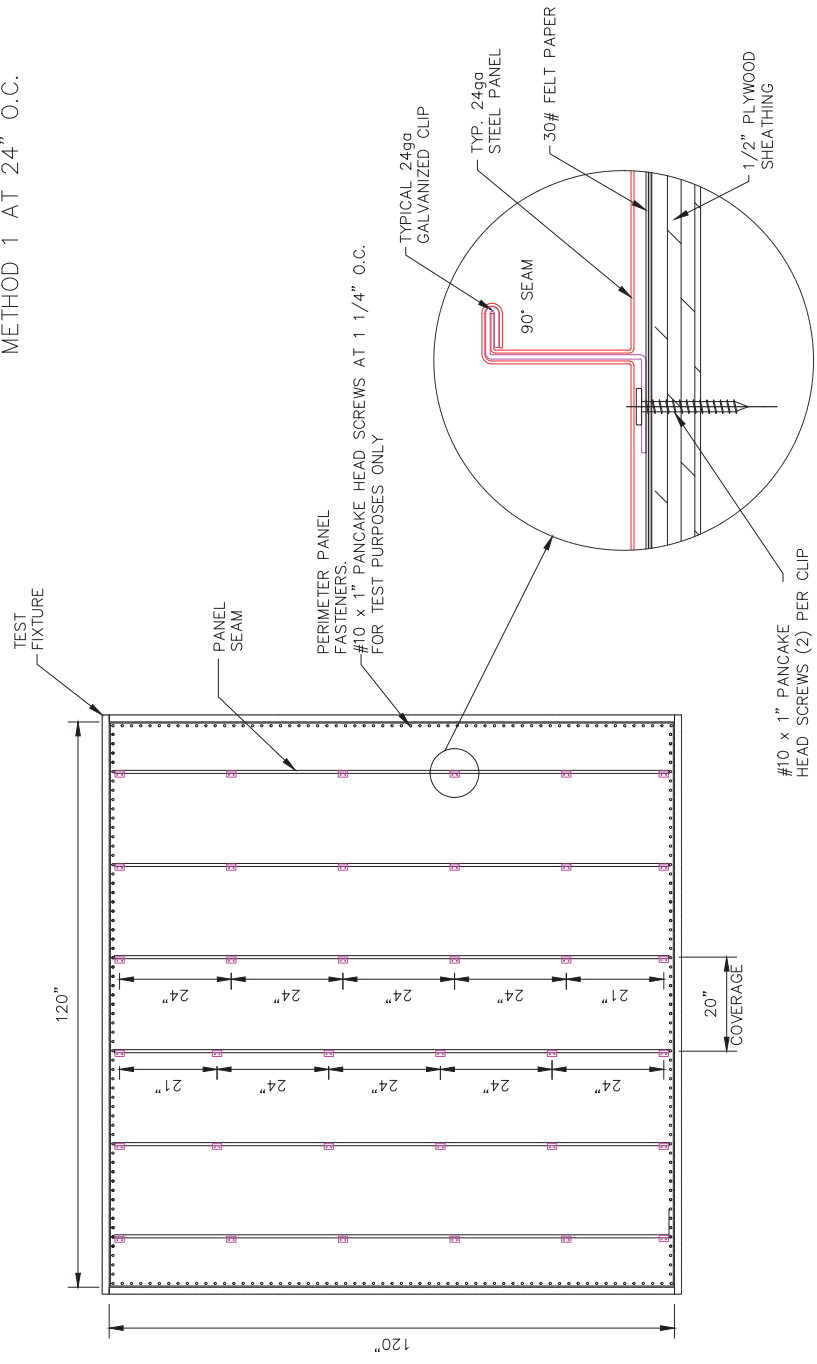 METHOD 1 AT 24" O.C.
TYPICAL 24ga
GALVANIZED CLIP
TYP. 24ga
STEEL PANEL
30# FELT PAPER
1/2" PLYWOOD
SHEATHING
90° SEAM
#10 x 1" PANCAKE
HEAD SCREWS (2) PER CLIP
PERIMETER PANEL
FASTENERS.
#10 x 1" PANCAKE HEAD SCREWS AT 1 1/4" O.C.
FOR TEST PURPOSES ONLY
PANEL
SEAM
TEST
FIXTURE
120"
24"
24"
24"
24"
21"
21"
24"
24"
24"
24"
20"
COVERAGE
120"